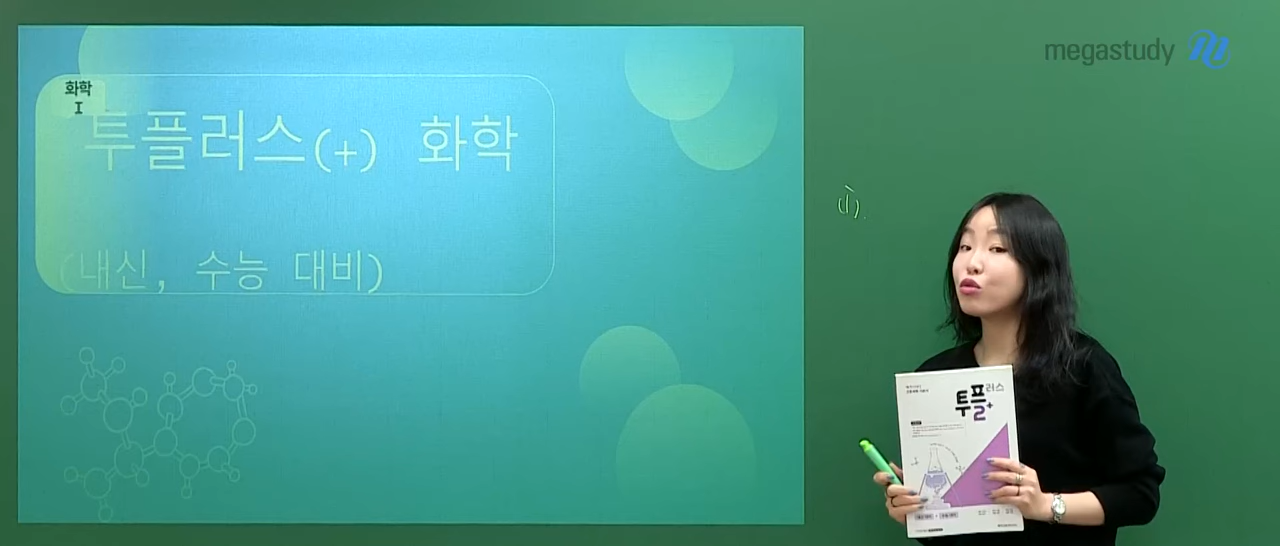 megastudy
화학
I
투플러스(+) 화학
(내신, 수능 대비)
(1).
투플러스+